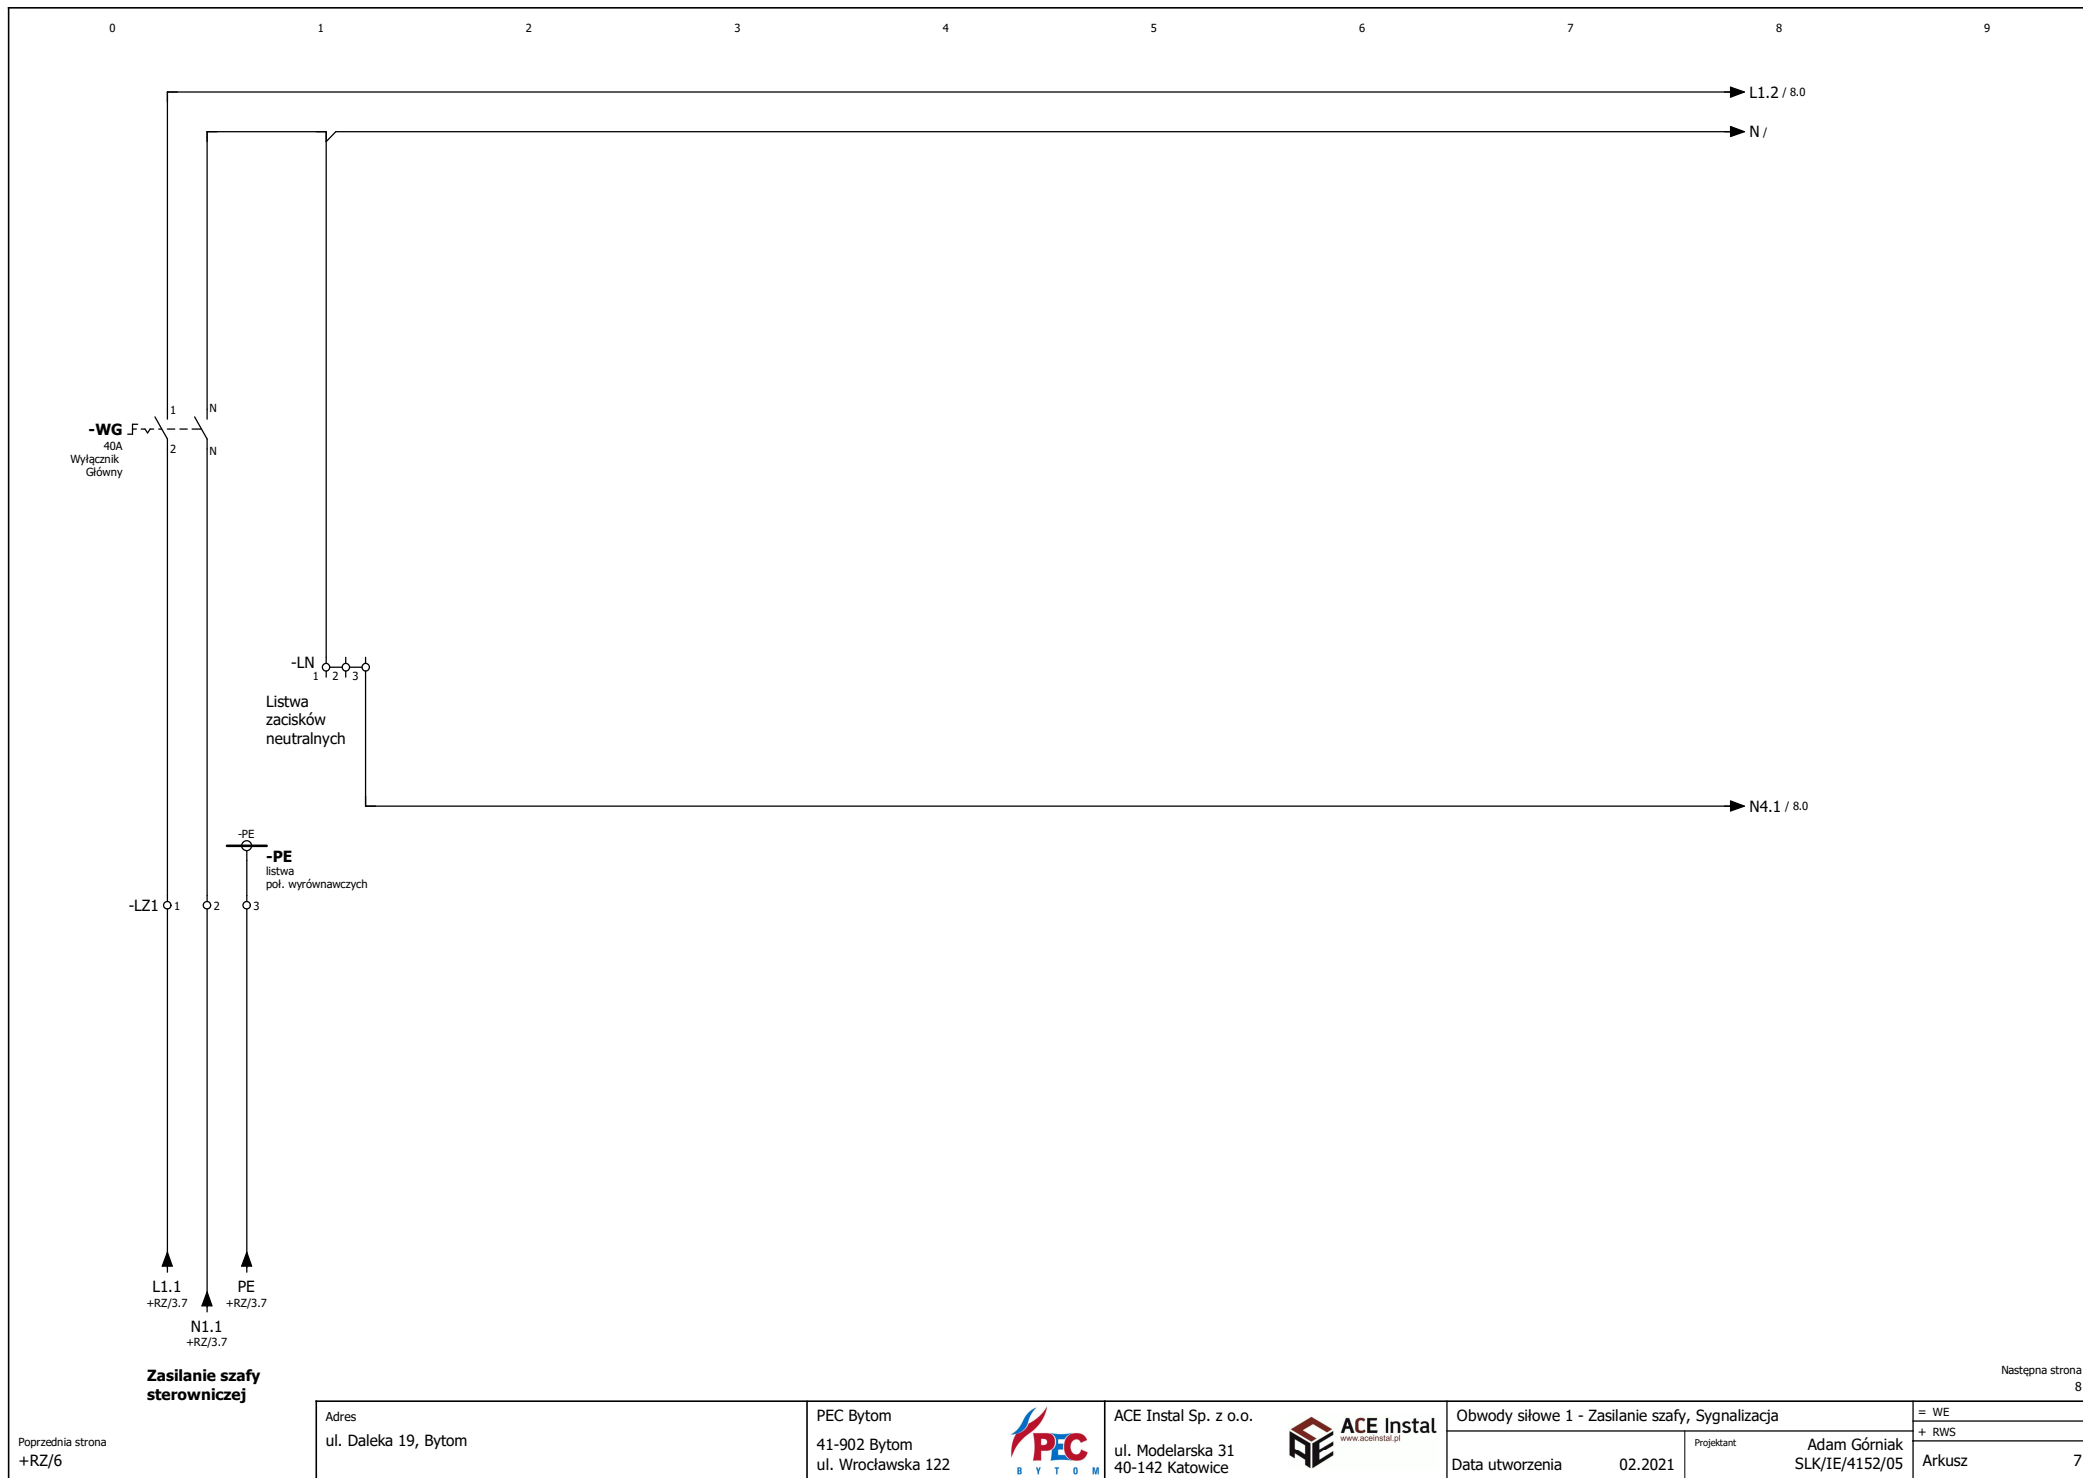 0 1 2 3 4 5 6 7 8 9
L1.2 / 8.0
N /
1 N
-WG
40A
2 N
Wyłącznik
Główny
-LN
1 2 3
Listwa
zacisków
neutralnych
N4.1 / 8.0
-PE
-PE
listwa
poł. wyrównawczych
-LZ1 1 2 3
L1.1
+RZ/3.7
PE
+RZ/3.7
N1.1
+RZ/3.7
Zasilanie szafy
sterowniczej
Następna strona
8
Poprzednia strona
+RZ/6
Adres
ul. Daleka 19, Bytom
PEC Bytom
41-902 Bytom
ul. Wrocławska 122
PEC
BYTOM
ACE Instal Sp. z o.o.
ul. Modelarska 31
40-142 Katowice
ACE Instal
www.aceinstal.pl
Obwody siłowe 1 - Zasilanie szafy, Sygnalizacja
Data utworzenia 02.2021
Projektant Adam Górniak
SLK/IE/4152/05
= WE
+ RWS
Arkusz 7